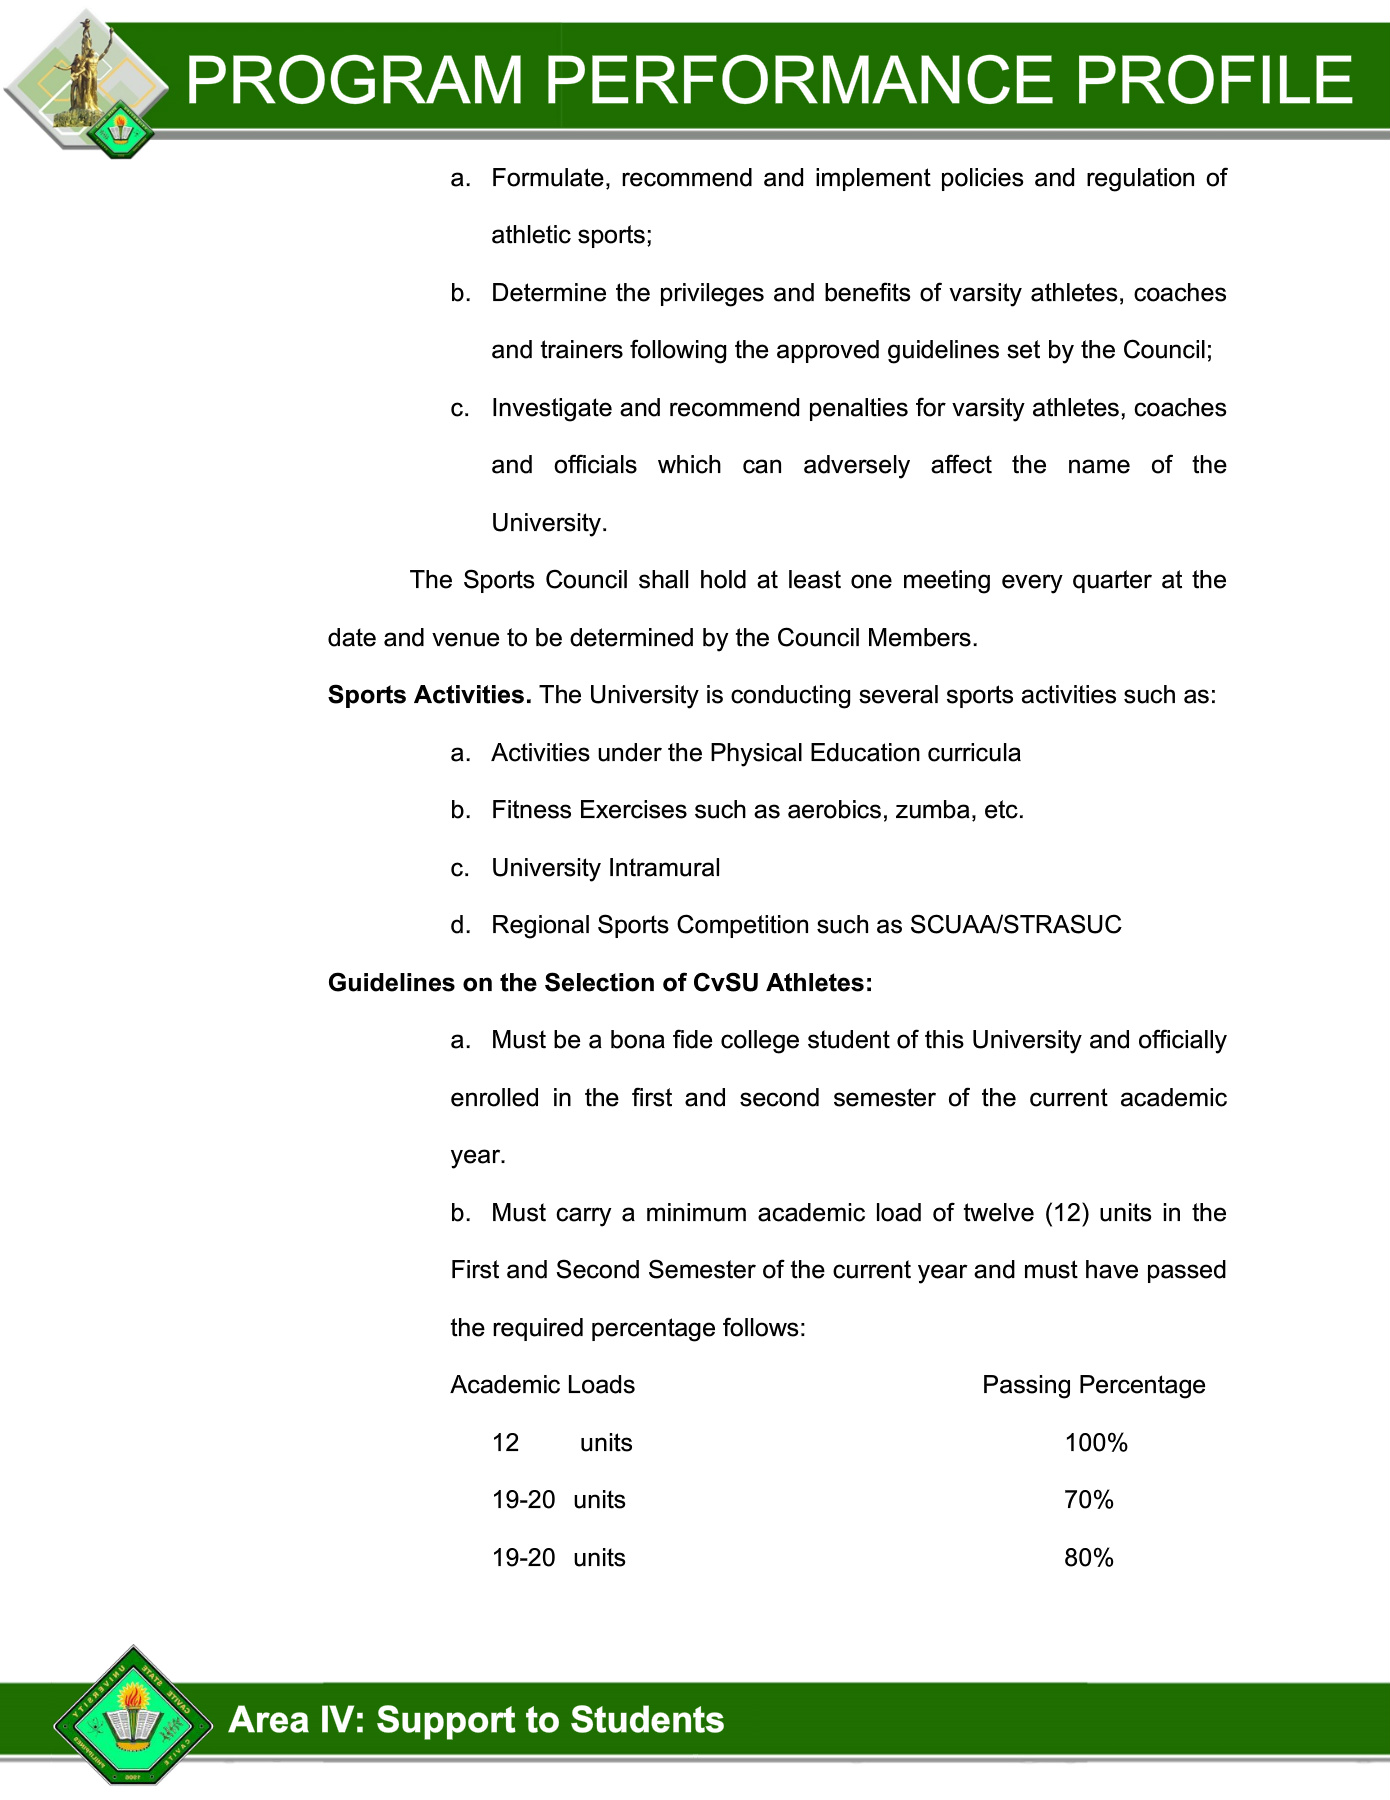 PROGRAM PERFORMANCE PROFILE
a. Formulate, recommend and implement policies and regulation of
athletic sports;
b. Determine the privileges and benefits of varsity athletes, coaches
and trainers following the approved guidelines set by the Council;
c. Investigate and recommend penalties for varsity athletes, coaches
and officials which can adversely affect the name of the
University.
The Sports Council shall hold at least one meeting every quarter at the
date and venue to be determined by the Council Members.
Sports Activities. The University is conducting several sports activities such as:
a. Activities under the Physical Education curricula
b. Fitness Exercises such as aerobics, zumba, etc.
c. University Intramural
d. Regional Sports Competition such as SCUAA/STRASUC
Guidelines on the Selection of CvSU Athletes:
a. Must be a bona fide college student of this University and officially
enrolled in the first and second semester of the current academic
year.
b. Must carry a minimum academic load of twelve (12) units in the
First and Second Semester of the current year and must have passed
the required percentage follows:
Academic Loads Passing Percentage
12 units 100%
19-20 units 70%
19-20 units 80%
CAVITE STATE UNIVERSITY
CAVITE
PHILIPPINES
Area IV: Support to Students